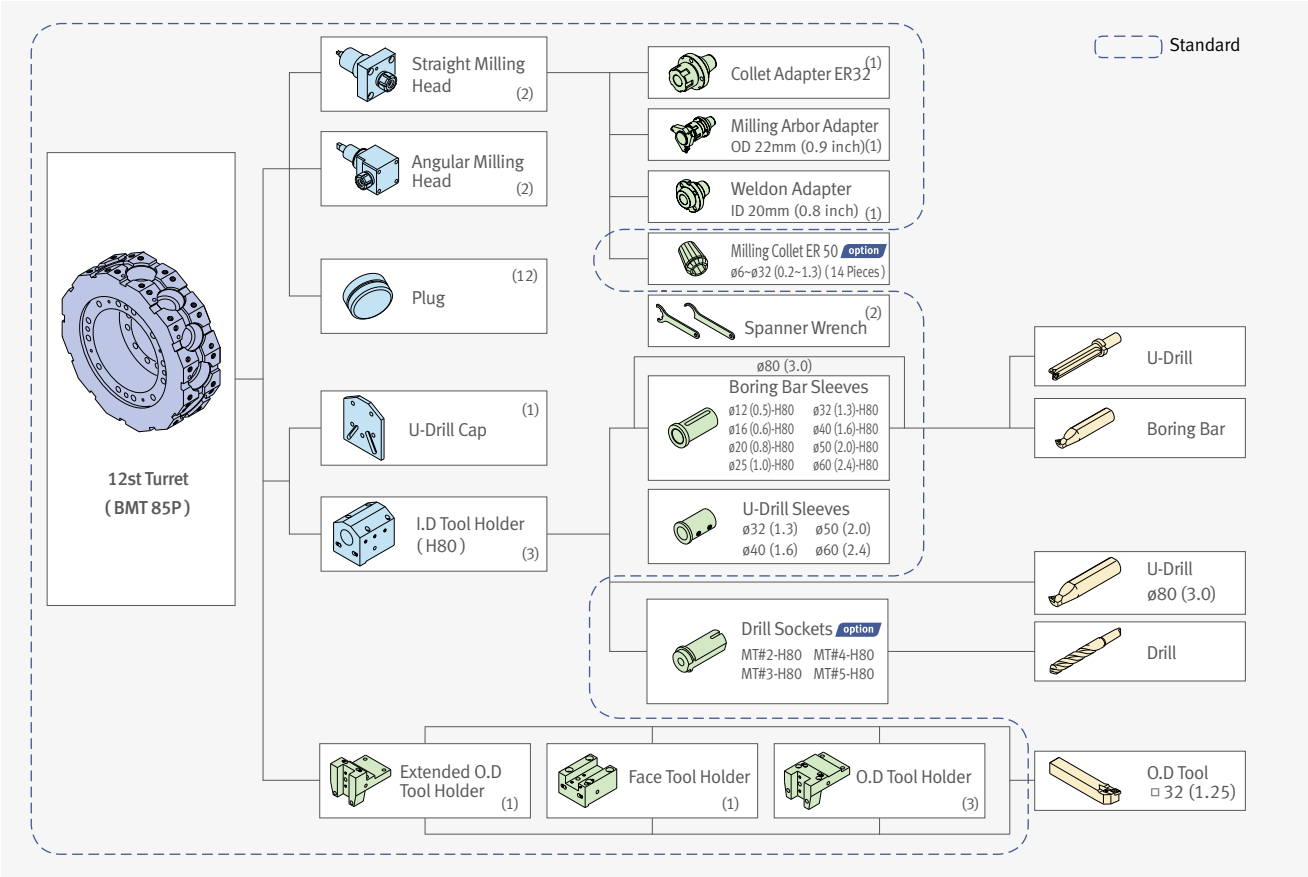 Standard
Straight Milling
Head
(2)
Angular Milling
Head
(2)
Plug
(12)
Collet Adapter ER32
(1)
Milling Arbor Adapter
OD 22mm (0.9 inch)(1)
Weldon Adapter
ID 20mm (0.8 inch) (1)
Milling Collet ER 50 option
ø6~ø32 (0.2~1.3) ( 14 Pieces )
Spanner Wrench
(2)
12st Turret
( BMT 85P )
U-Drill Cap
(1)
I.D Tool Holder
( H80 )
(3)
ø80 (3.0)
Boring Bar Sleeves
ø12 (0.5)-H80 ø32 (1.3)-H80
ø16 (0.6)-H80 ø40 (1.6)-H80
ø20 (0.8)-H80 ø50 (2.0)-H80
ø25 (1.0)-H80 ø60 (2.4)-H80
U-Drill Sleeves
ø32 (1.3) ø50 (2.0)
ø40 (1.6) ø60 (2.4)
Drill Sockets option
MT#2-H80 MT#4-H80
MT#3-H80 MT#5-H80
U-Drill
Boring Bar
U-Drill
ø80 (3.0)
Drill
Extended O.D
Tool Holder
(1)
Face Tool Holder
(1)
O.D Tool Holder
(3)
O.D Tool
□ 32 (1.25)